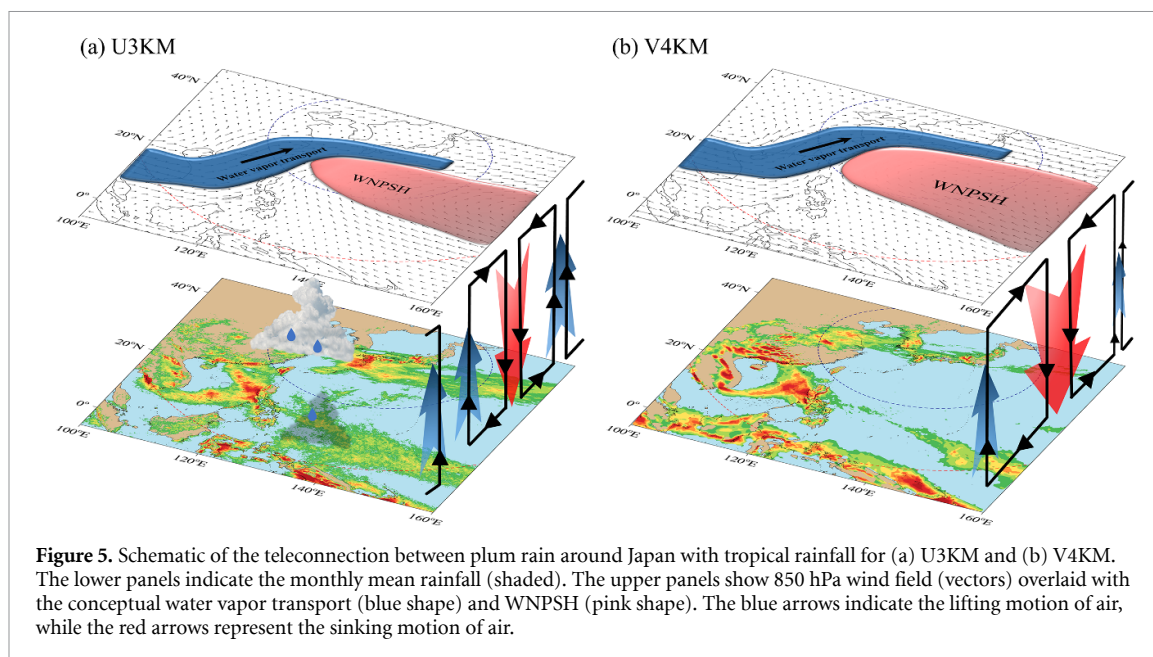 (a) U3KM
(b) V4KM
40°N
20°N
0°
100°E
120°E
140°E
160°E
Water vapor transport
WNPSH
40°N
20°N
0°
100°E
120°E
140°E
160°E
40°N
20°N
0°
100°E
120°E
140°E
160°E
Water vapor transport
WNPSH
40°N
20°N
0°
100°E
120°E
140°E
160°E
Figure 5. Schematic of the teleconnection between plum rain around Japan with tropical rainfall for (a) U3KM and (b) V4KM.
The lower panels indicate the monthly mean rainfall (shaded). The upper panels show 850 hPa wind field (vectors) overlaid with
the conceptual water vapor transport (blue shape) and WNPSH (pink shape). The blue arrows indicate the lifting motion of air,
while the red arrows represent the sinking motion of air.